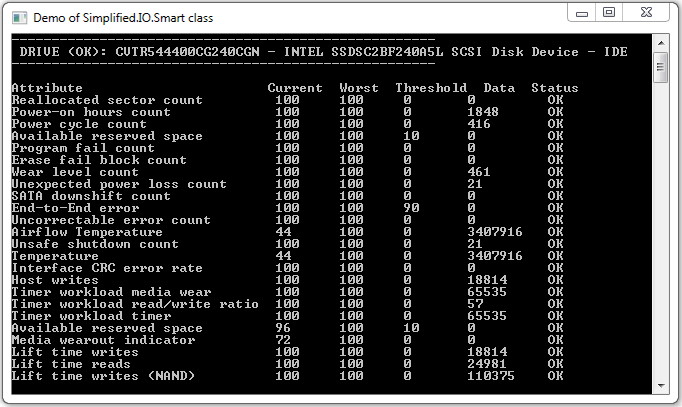 Demo of Simplified.IO.Smart class
DRIVE (OK): CVTR544400CG240CGN - INTEL SSDSC2BF240A5L SCSI Disk Device - IDE
Attribute Current Worst Threshold Data Status
Reallocated sector count 100 100 0 0 OK
Power-on hours count 100 100 0 1848 OK
Power cycle count 100 100 0 416 OK
Available reserved space 100 100 10 0 OK
Program fail count 100 100 0 0 OK
Erase fail block count 100 100 0 0 OK
Wear level count 100 100 0 461 OK
Unexpected power loss count 100 100 0 21 OK
SATA downshift count 100 100 0 0 OK
End-to-End error 100 100 90 0 OK
Uncorrectable error count 100 100 0 0 OK
Airflow Temperature 44 100 0 3407916 OK
Unsafe shutdown count 100 100 0 21 OK
Temperature 44 100 0 3407916 OK
Interface CRC error rate 100 100 0 0 OK
Host writes 100 100 0 18814 OK
Timer workload media wear 100 100 0 65535 OK
Timer workload read/write ratio 100 100 0 57 OK
Timer workload timer 100 100 0 65535 OK
Available reserved space 96 100 10 0 OK
Media wearout indicator 72 100 0 0 OK
Lift time writes 100 100 0 18814 OK
Lift time reads 100 100 0 24981 OK
Lift time writes (NAND) 100 100 0 110375 OK